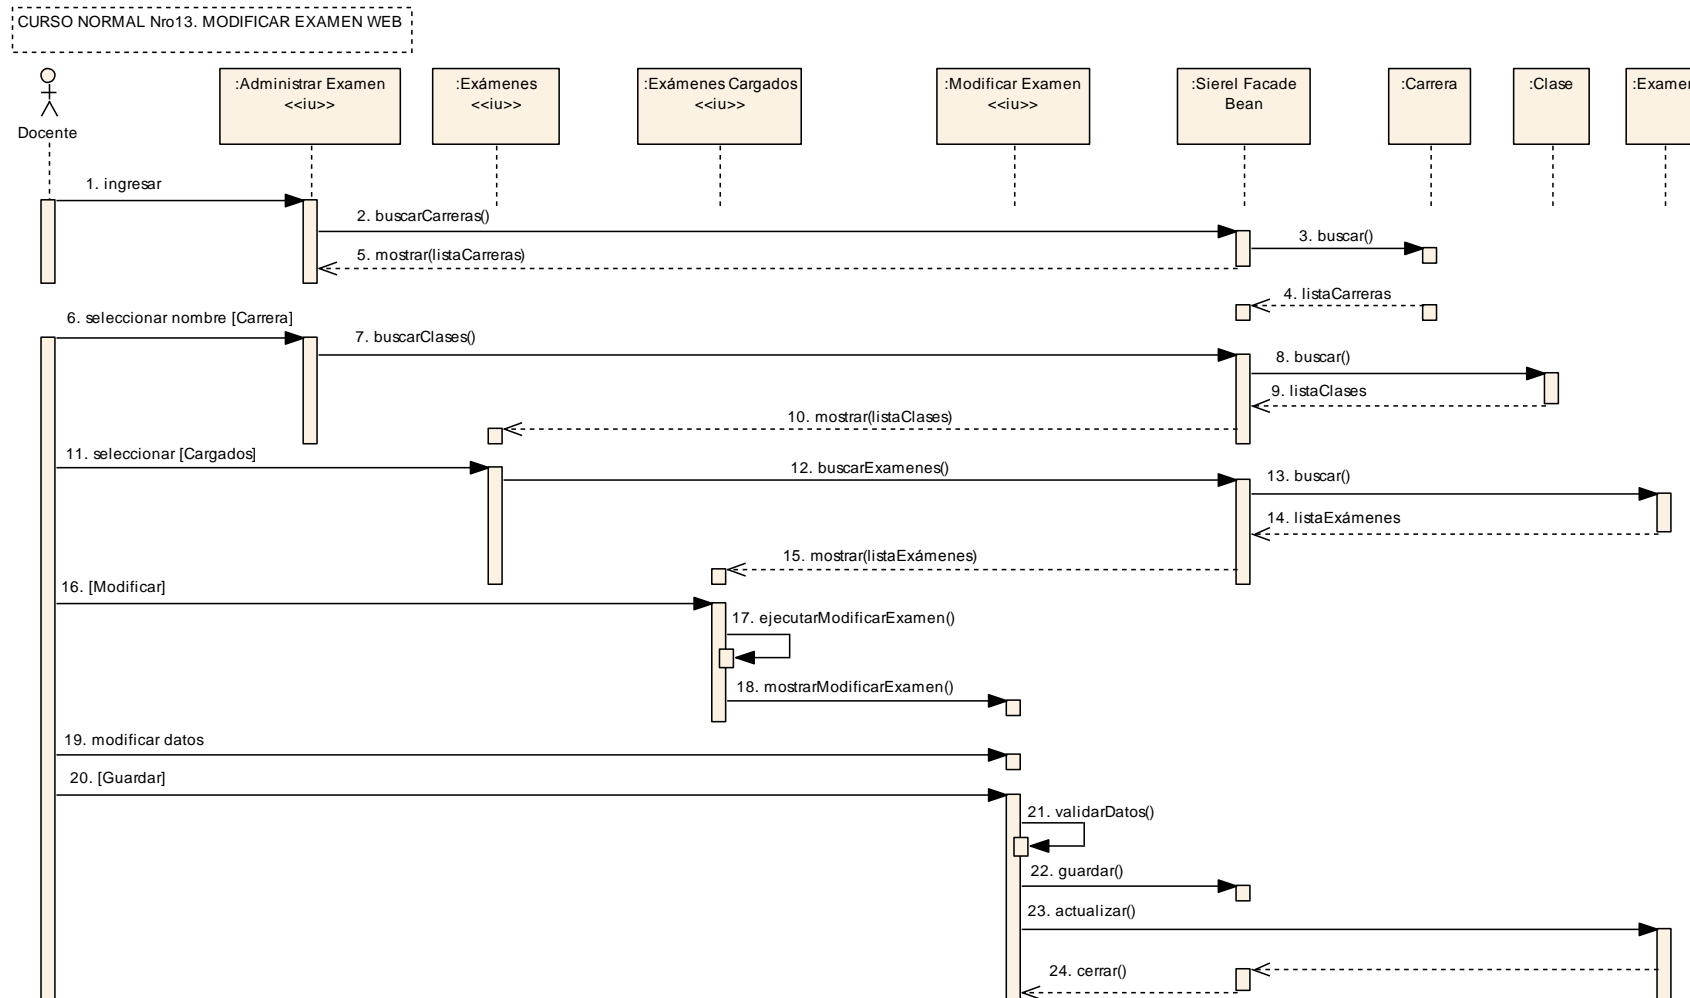 CURSO NORMAL Nro13. MODIFICAR EXAMEN WEB
:Administrar Examen
<<iu>>
:Exámenes
<<iu>>
:Exámenes Cargados
<<iu>>
:Modificar Examen
<<iu>>
:Sierel Facade
Bean
:Carrera
:Clase
:Examen
Docente
1. ingresar
2. buscarCarreras()
3. buscar()
5. mostrar(listaCarreras)
4. listaCarreras
6. seleccionar nombre [Carrera]
7. buscarClases()
8. buscar()
9. listaClases
10. mostrar(listaClases)
11. seleccionar [Cargados]
12. buscarExamenes()
13. buscar()
14. listaExámenes
15. mostrar(listaExámenes)
16. [Modificar]
17. ejecutarModificarExamen()
18. mostrarModificarExamen()
19. modificar datos
20. [Guardar]
21. validarDatos()
22. guardar()
23. actualizar()
24. cerrar()